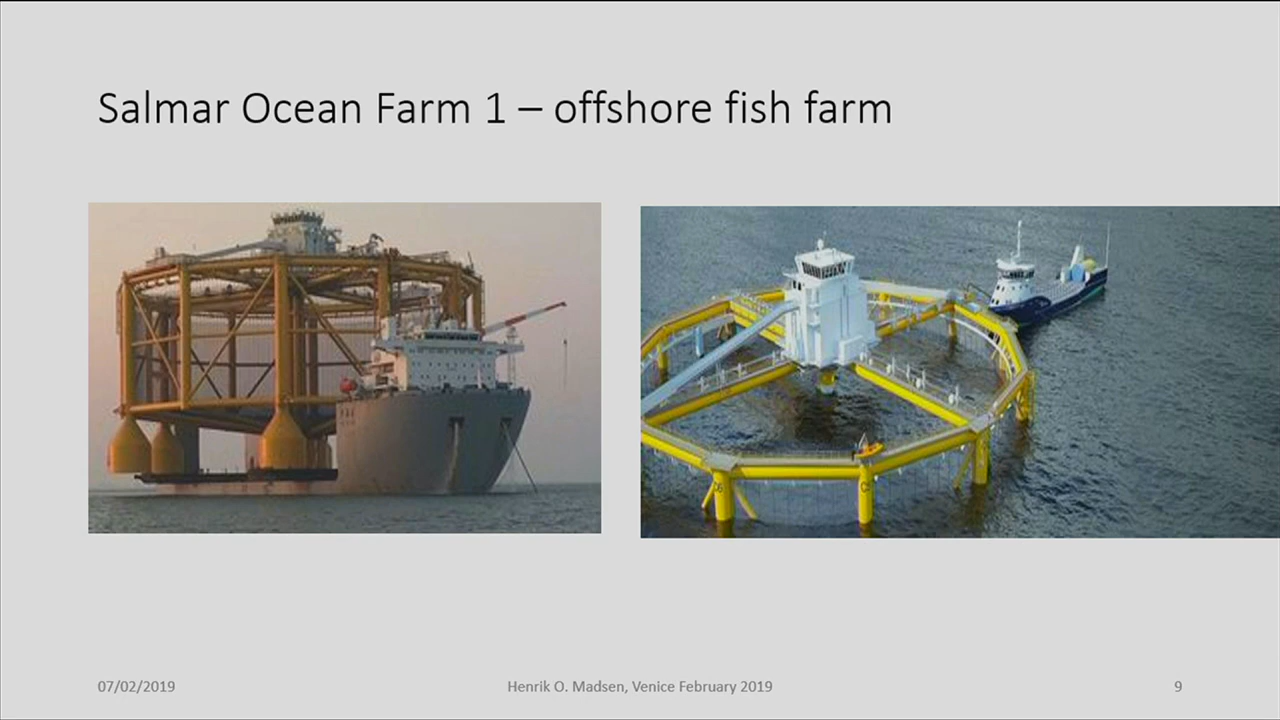 Salmar Ocean Farm 1 – offshore fish farm
07/02/2019
Henrik O. Madsen, Venice February 2019
9